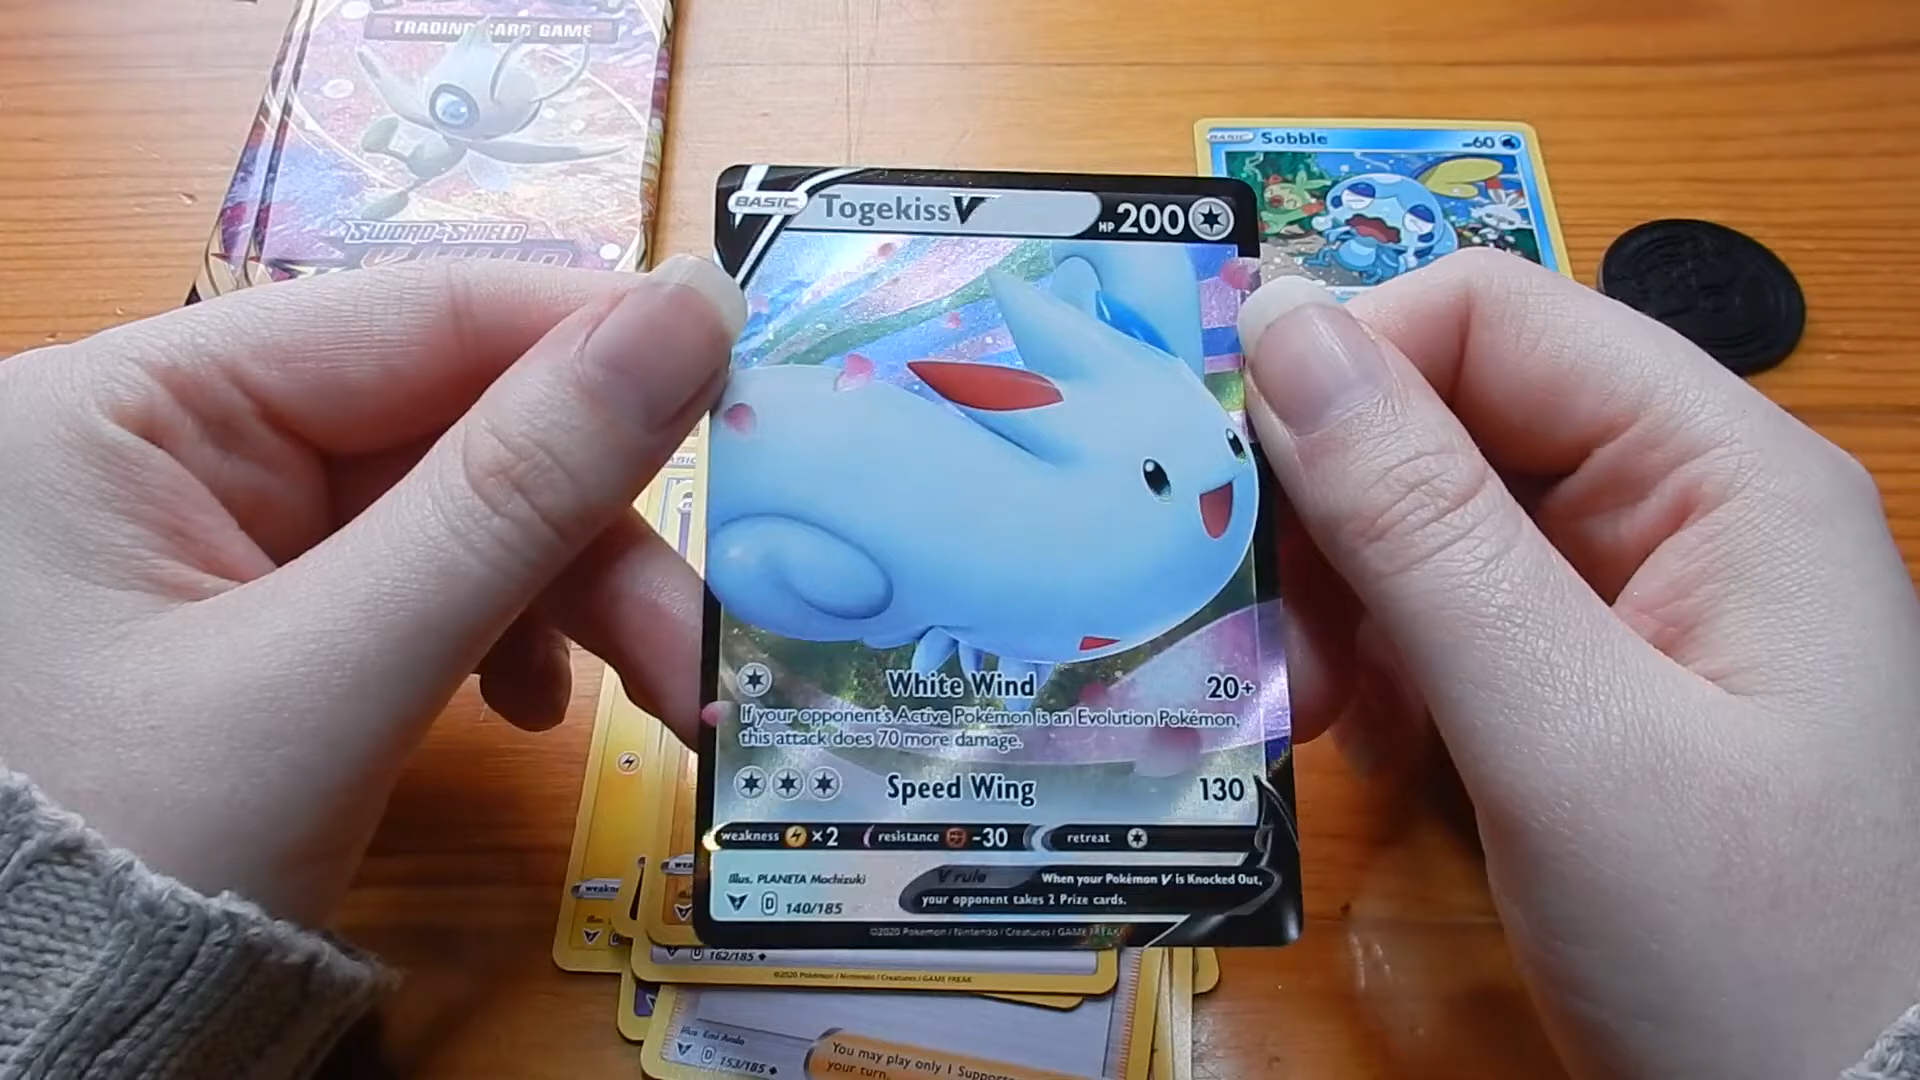 TRADING CARD GAME
SWORD & SHIELD
BASIC Sobble 60
BASIC Togekiss V HP 200
White Wind 20+
If your opponent's Active Pokémon is an Evolution Pokémon,
this attack does 70 more damage.
Speed Wing 130
weakness ×2 resistance -30 retreat
Illus. PLANETA Mochizuki
D 140/185
V rule When your Pokémon V is Knocked Out,
your opponent takes 2 Prize cards.
©2020 Pokémon / Nintendo / Creatures / GAME FREAK
D 162/185
©2020 Pokémon / Nintendo / Creatures / GAME FREAK
Illus. Eri Ando
D 153/185
You may play only 1 Supporter
your turn.